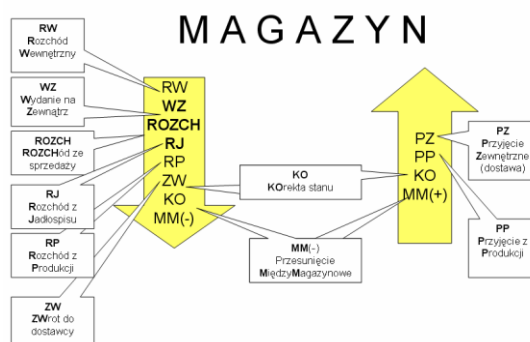 M A G A Z Y N
RW
Rozchód
Wewnętrzny
WZ
Wydanie na
Zewnątrz
ROZCH
ROZCHód ze
sprzedaży
RJ
Rozchód z
Jadłospisu
RP
Rozchód z
Produkcji
ZW
ZWrot do
dostawcy
RW
WZ
ROZCH
RJ
RP
ZW
KO
MM(-)
KO
KOrekta stanu
MM(-)
Przesunięcie
MiędzyMagazynowe
PZ
PP
KO
MM(+)
PZ
Przyjęcie
Zewnętrzne
(dostawa)
PP
Przyjęcie z
Produkcji